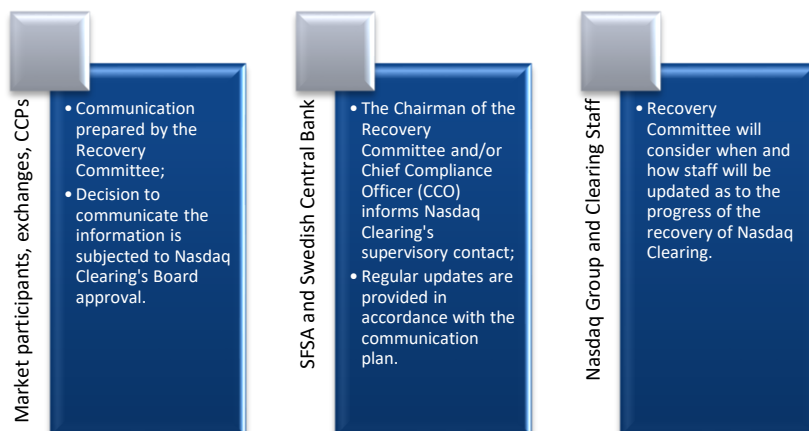 Market participants, exchanges, CCPs
• Communication
prepared by the
Recovery
Committee;
• Decision to
communicate the
information is
subjected to Nasdaq
Clearing's Board
approval.
SFSA and Swedish Central Bank
• The Chairman of the
Recovery
Committee and/or
Chief Compliance
Officer (CCO)
informs Nasdaq
Clearing's
supervisory contact;
• Regular updates are
provided in
accordance with the
communication
plan.
Nasdaq Group and Clearing Staff
• Recovery
Committee will
consider when and
how staff will be
updated as to the
progress of the
recovery of Nasdaq
Clearing.